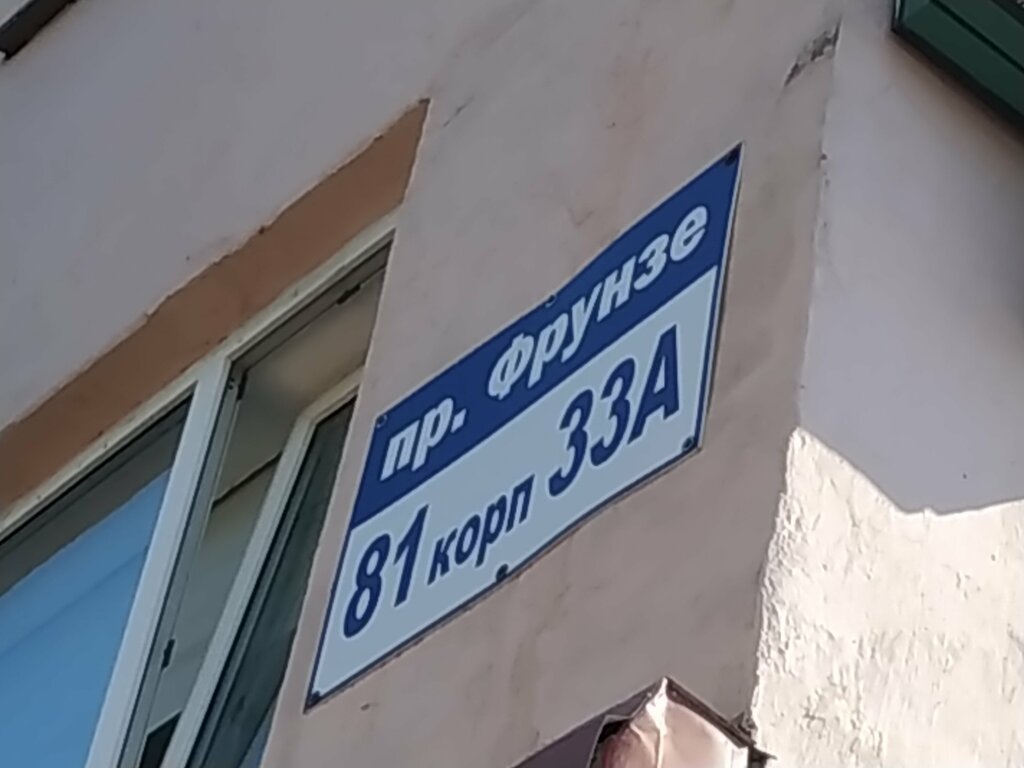 пр. Фрунзе
81 корп 33А